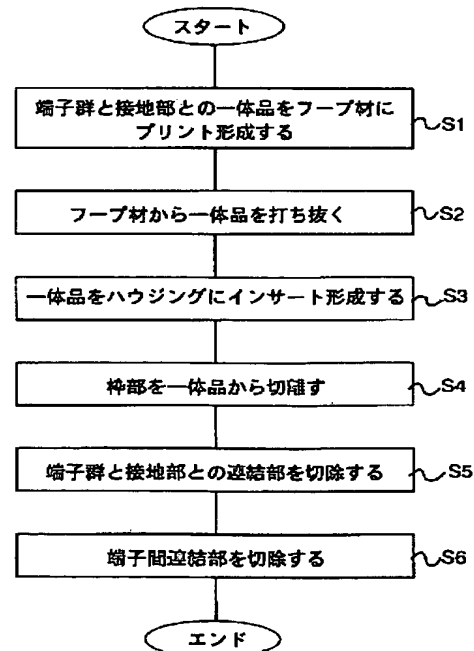 スタート
端子群と接地部との一体品をフープ材に
プリント形成する
S1
フープ材から一体品を打ち抜く
S2
一体品をハウジングにインサート形成する
S3
枠部を一体品から切離す
S4
端子群と接地部との連結部を切除する
S5
端子間連結部を切除する
S6
エンド